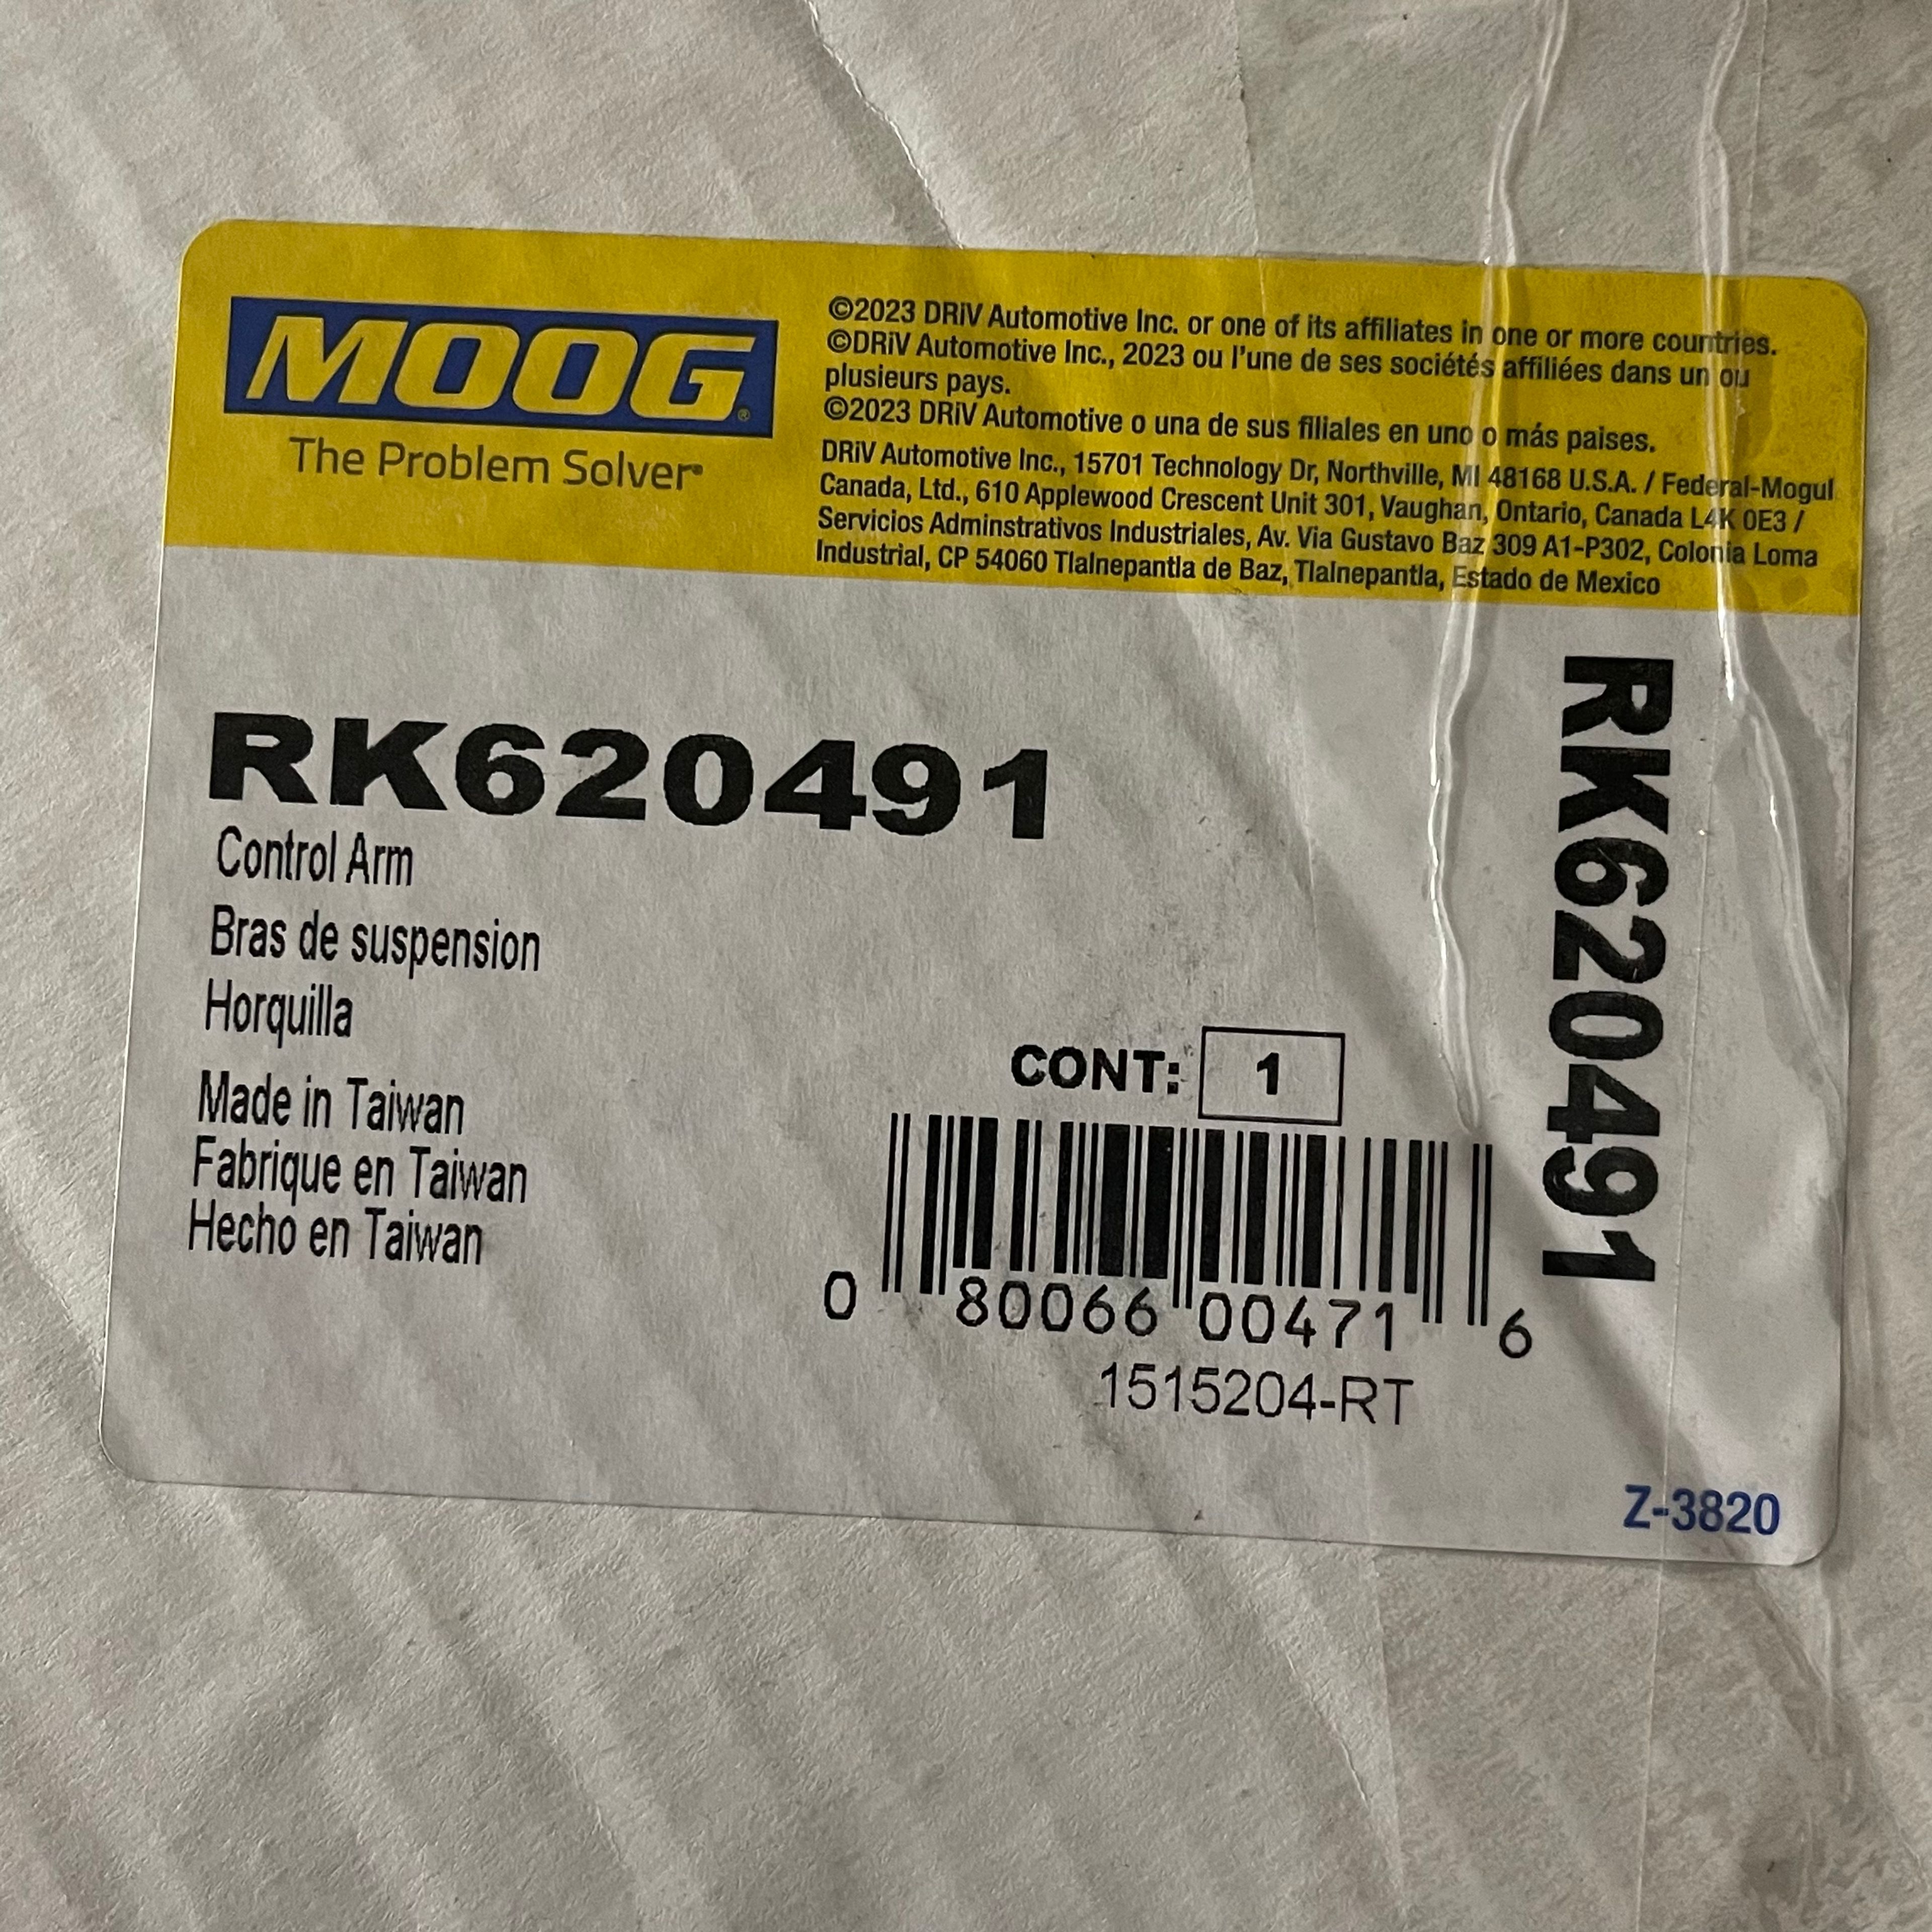 MOOG®
The Problem Solver®
©2023 DRiV Automotive Inc. or one of its affiliates in one or more countries.
©DRiV Automotive Inc., 2023 ou l'une de ses sociétés affiliées dans un ou
plusieurs pays.
©2023 DRiV Automotive o una de sus filiales en uno o más paises.
DRiV Automotive Inc., 15701 Technology Dr, Northville, MI 48168 U.S.A. / Federal-Mogul
Canada, Ltd., 610 Applewood Crescent Unit 301, Vaughan, Ontario, Canada L4K 0E3 /
Servicios Adminstrativos Industriales, Av. Via Gustavo Baz 309 A1-P302, Colonia Loma
Industrial, CP 54060 Tlalnepantla de Baz, Tlalnepantla, Estado de Mexico
RK620491
Control Arm
Bras de suspension
Horquilla
Made in Taiwan
Fabrique en Taiwan
Hecho en Taiwan
CONT: 1
0 80066 00471 6
1515204-RT
RK620491
Z-3820